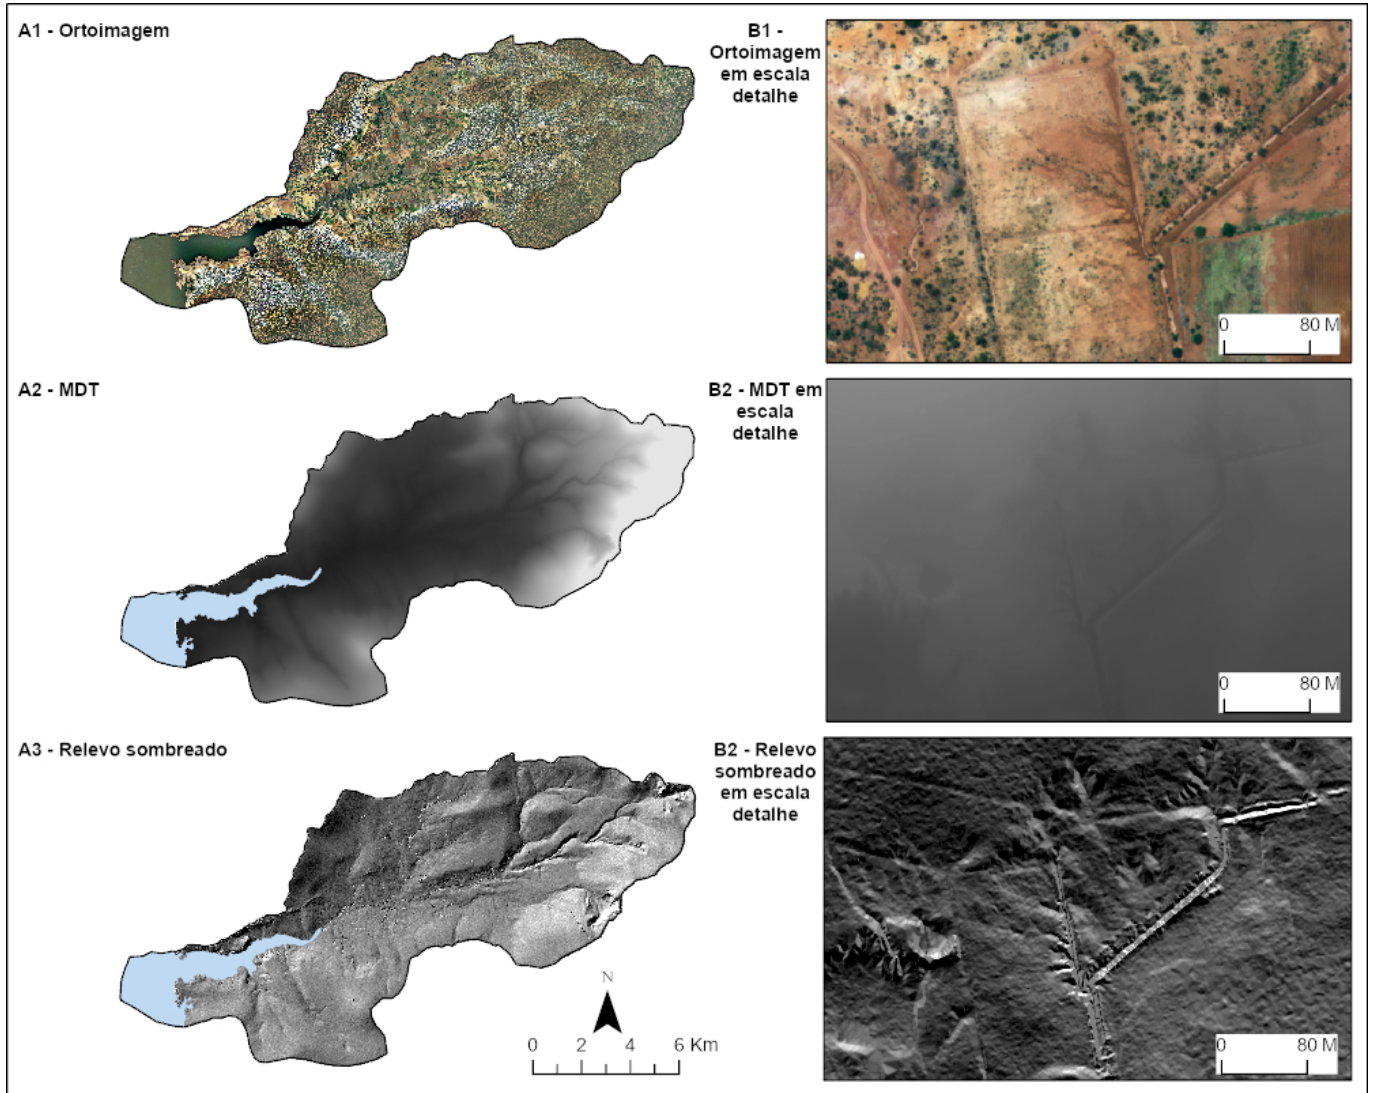 A1 - Ortoimagem
B1 -
Ortoimagem
em escala
detalhe
0 80 M
A2 - MDT
B2 - MDT em
escala
detalhe
0 80 M
A3 - Relevo sombreado
B2 - Relevo
sombreado
em escala
detalhe
N
0 2 4 6 Km
0 80 M